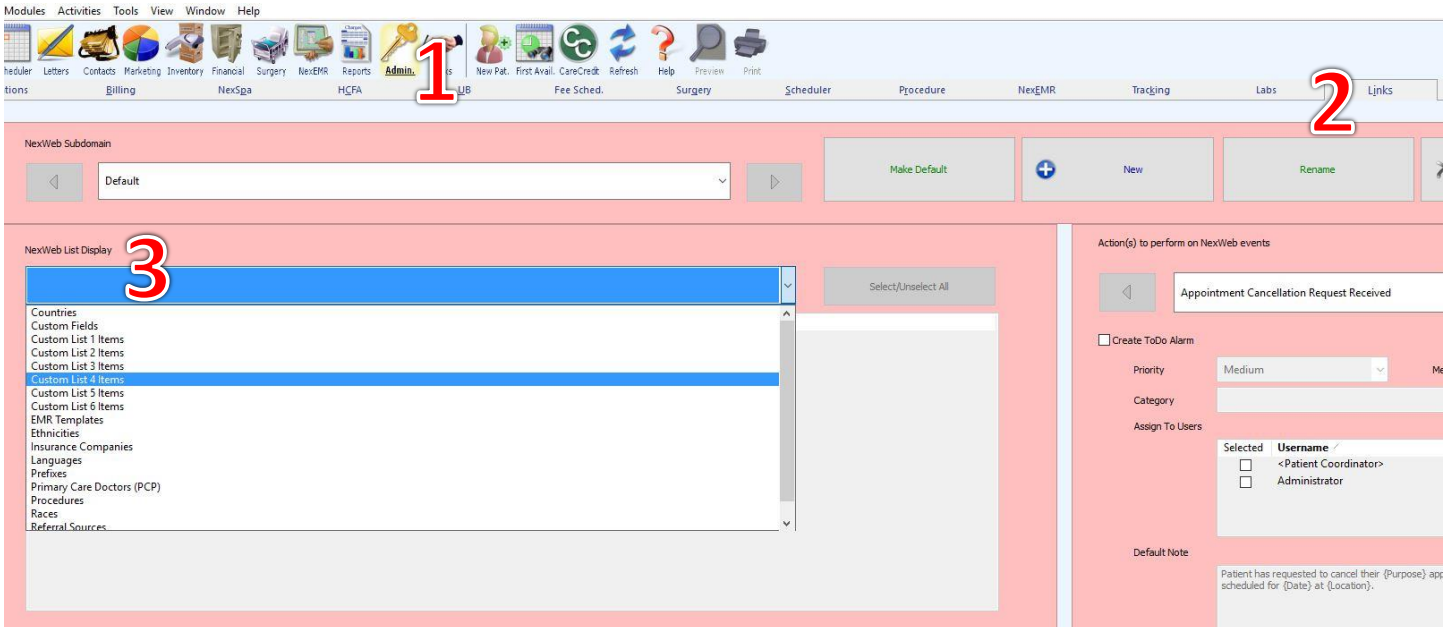 Modules Activities Tools View Window Help
heduler Letters Contacts Marketing Inventory Financial Surgery NexEMR Reports Admin. ks New Pat. First Avail. CareCredit Refresh Help Preview Print
1
tions Billing NexSpa HCFA UB Fee Sched. Surgery Scheduler Procedure NexEMR Tracking Labs Links
2
NexWeb Subdomain
Default
Make Default
New
Rename
NexWeb List Display
3
Select/Unselect All
Countries
Custom Fields
Custom List 1 Items
Custom List 2 Items
Custom List 3 Items
Custom List 4 Items
Custom List 5 Items
Custom List 6 Items
EMR Templates
Ethnicities
Insurance Companies
Languages
Prefixes
Primary Care Doctors (PCP)
Procedures
Races
Referral Sources
Action(s) to perform on NexWeb events
Appointment Cancellation Request Received
Create ToDo Alarm
Priority Medium Me
Category
Assign To Users
Selected Username
<Patient Coordinator>
Administrator
Default Note
Patient has requested to cancel their {Purpose} app
scheduled for {Date} at {Location}.